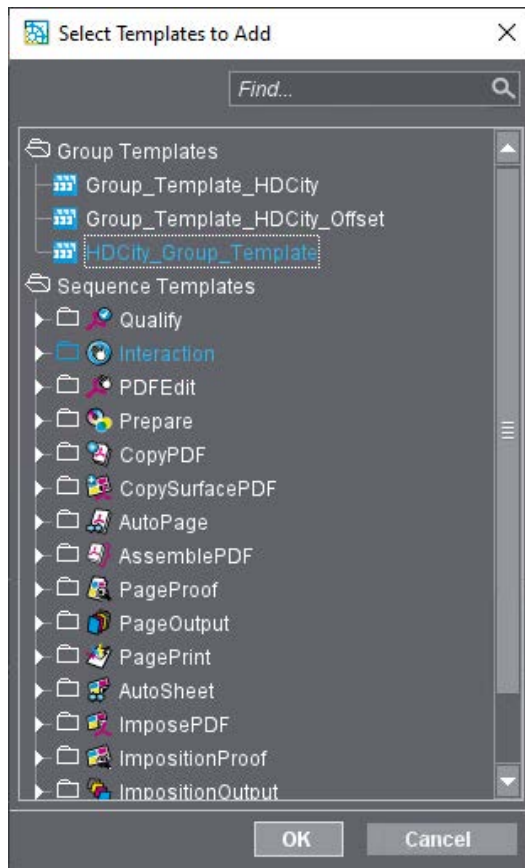 Select Templates to Add
Find...
Group Templates
Group_Template_HDCity
Group_Template_HDCity_Offset
HDCity_Group_Template
Sequence Templates
Qualify
Interaction
PDFEdit
Prepare
CopyPDF
CopySurfacePDF
AutoPage
AssemblePDF
PageProof
PageOutput
PagePrint
AutoSheet
ImposePDF
ImpositionProof
ImpositionOutput
OK Cancel